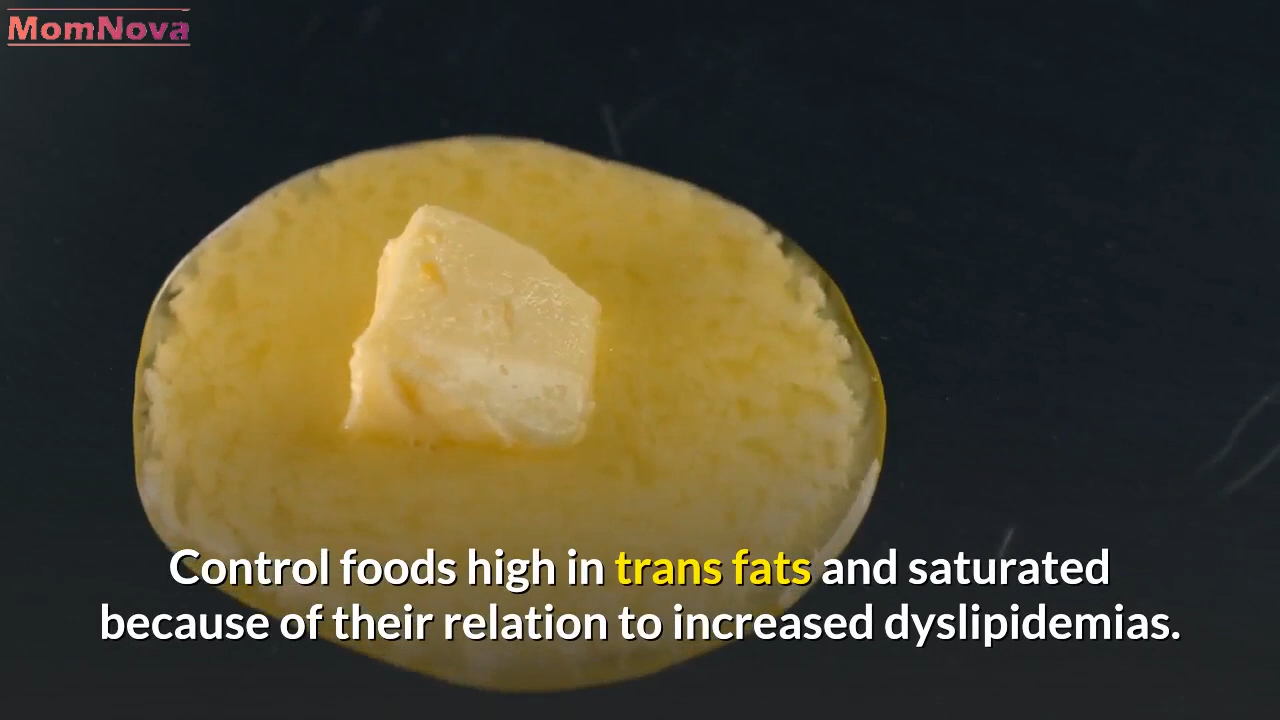 MomNova
Control foods high in trans fats and saturated
because of their relation to increased dyslipidemias.